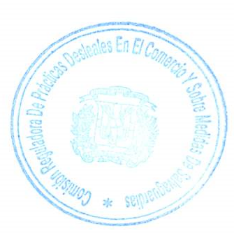 Comisión Reguladora De Prácticas Desleales En El Comercio Y Sobre Medidas De Salvaguardias *